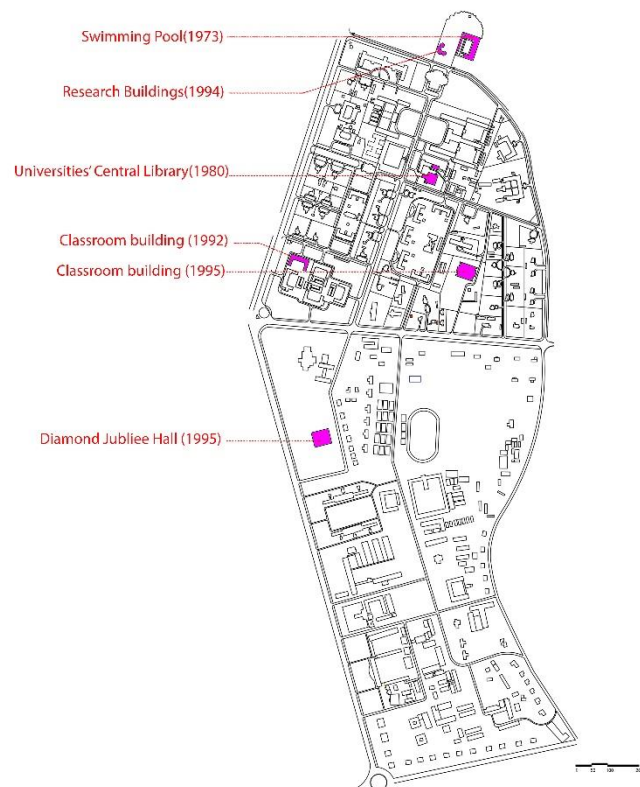 Swimming Pool(1973)
Research Buildings(1994)
Universities' Central Library(1980)
Classroom building (1992)
Classroom building (1995)
Diamond Jubliee Hall (1995)